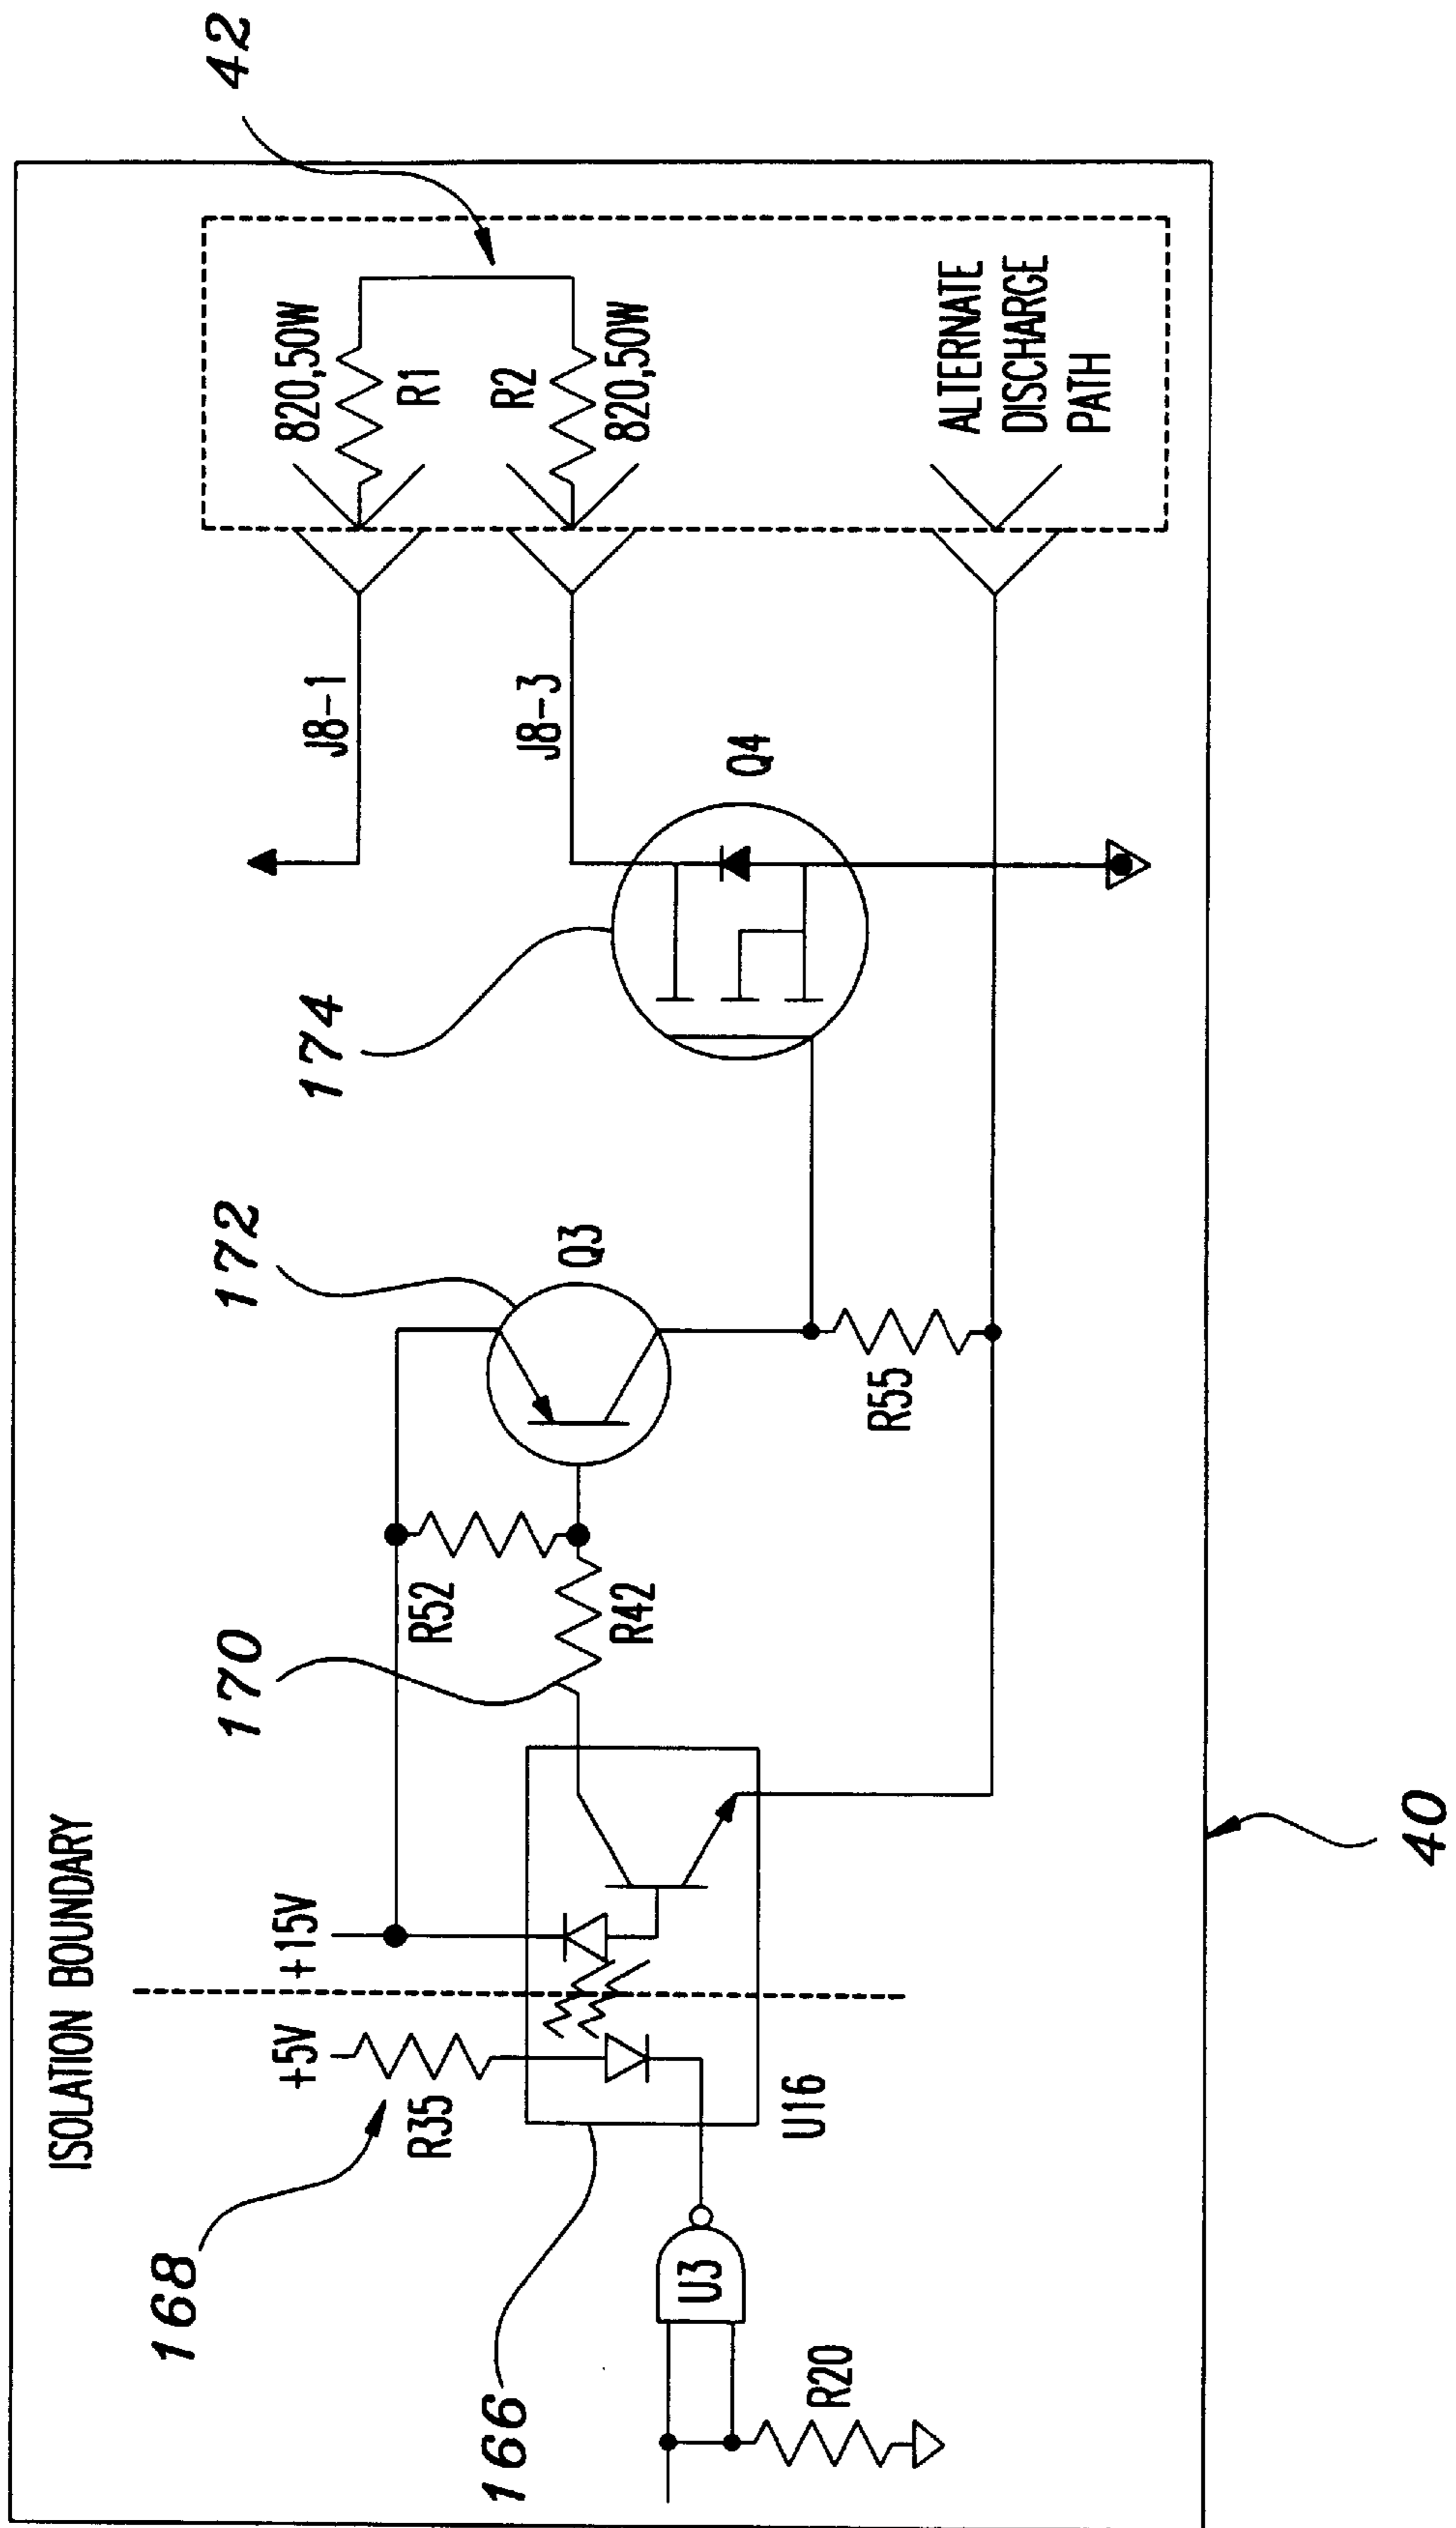 ISOLATION BOUNDARY
168
+5V
+15V
R35
166
U16
U3
R20
170
R52
R42
172
Q3
R55
174
Q4
J8-1
J8-3
42
820,50W
R1
R2
820,50W
ALTERNATE
DISCHARGE
PATH
40